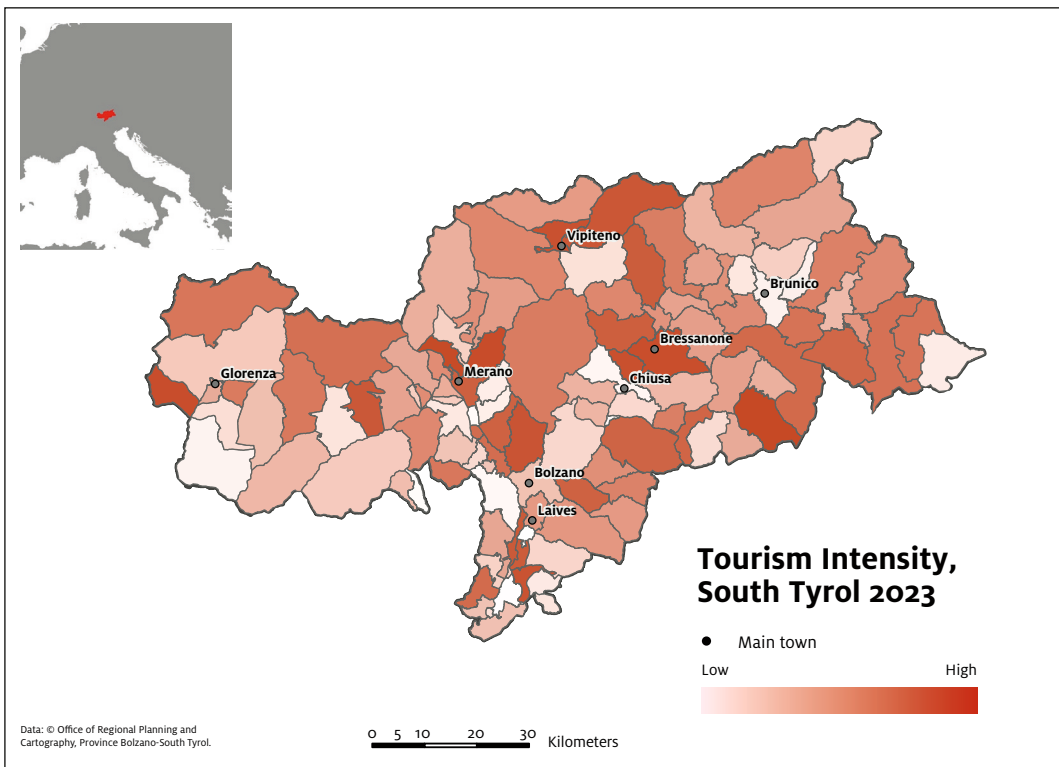 Vipiteno
Brunico
Bressanone
Glorenza
Merano
Chiusa
Bolzano
Laives
Tourism Intensity,
South Tyrol 2023
Main town
Low High
Data: © Office of Regional Planning and
Cartography, Province Bolzano-South Tyrol.
0 5 10 20 30
Kilometers